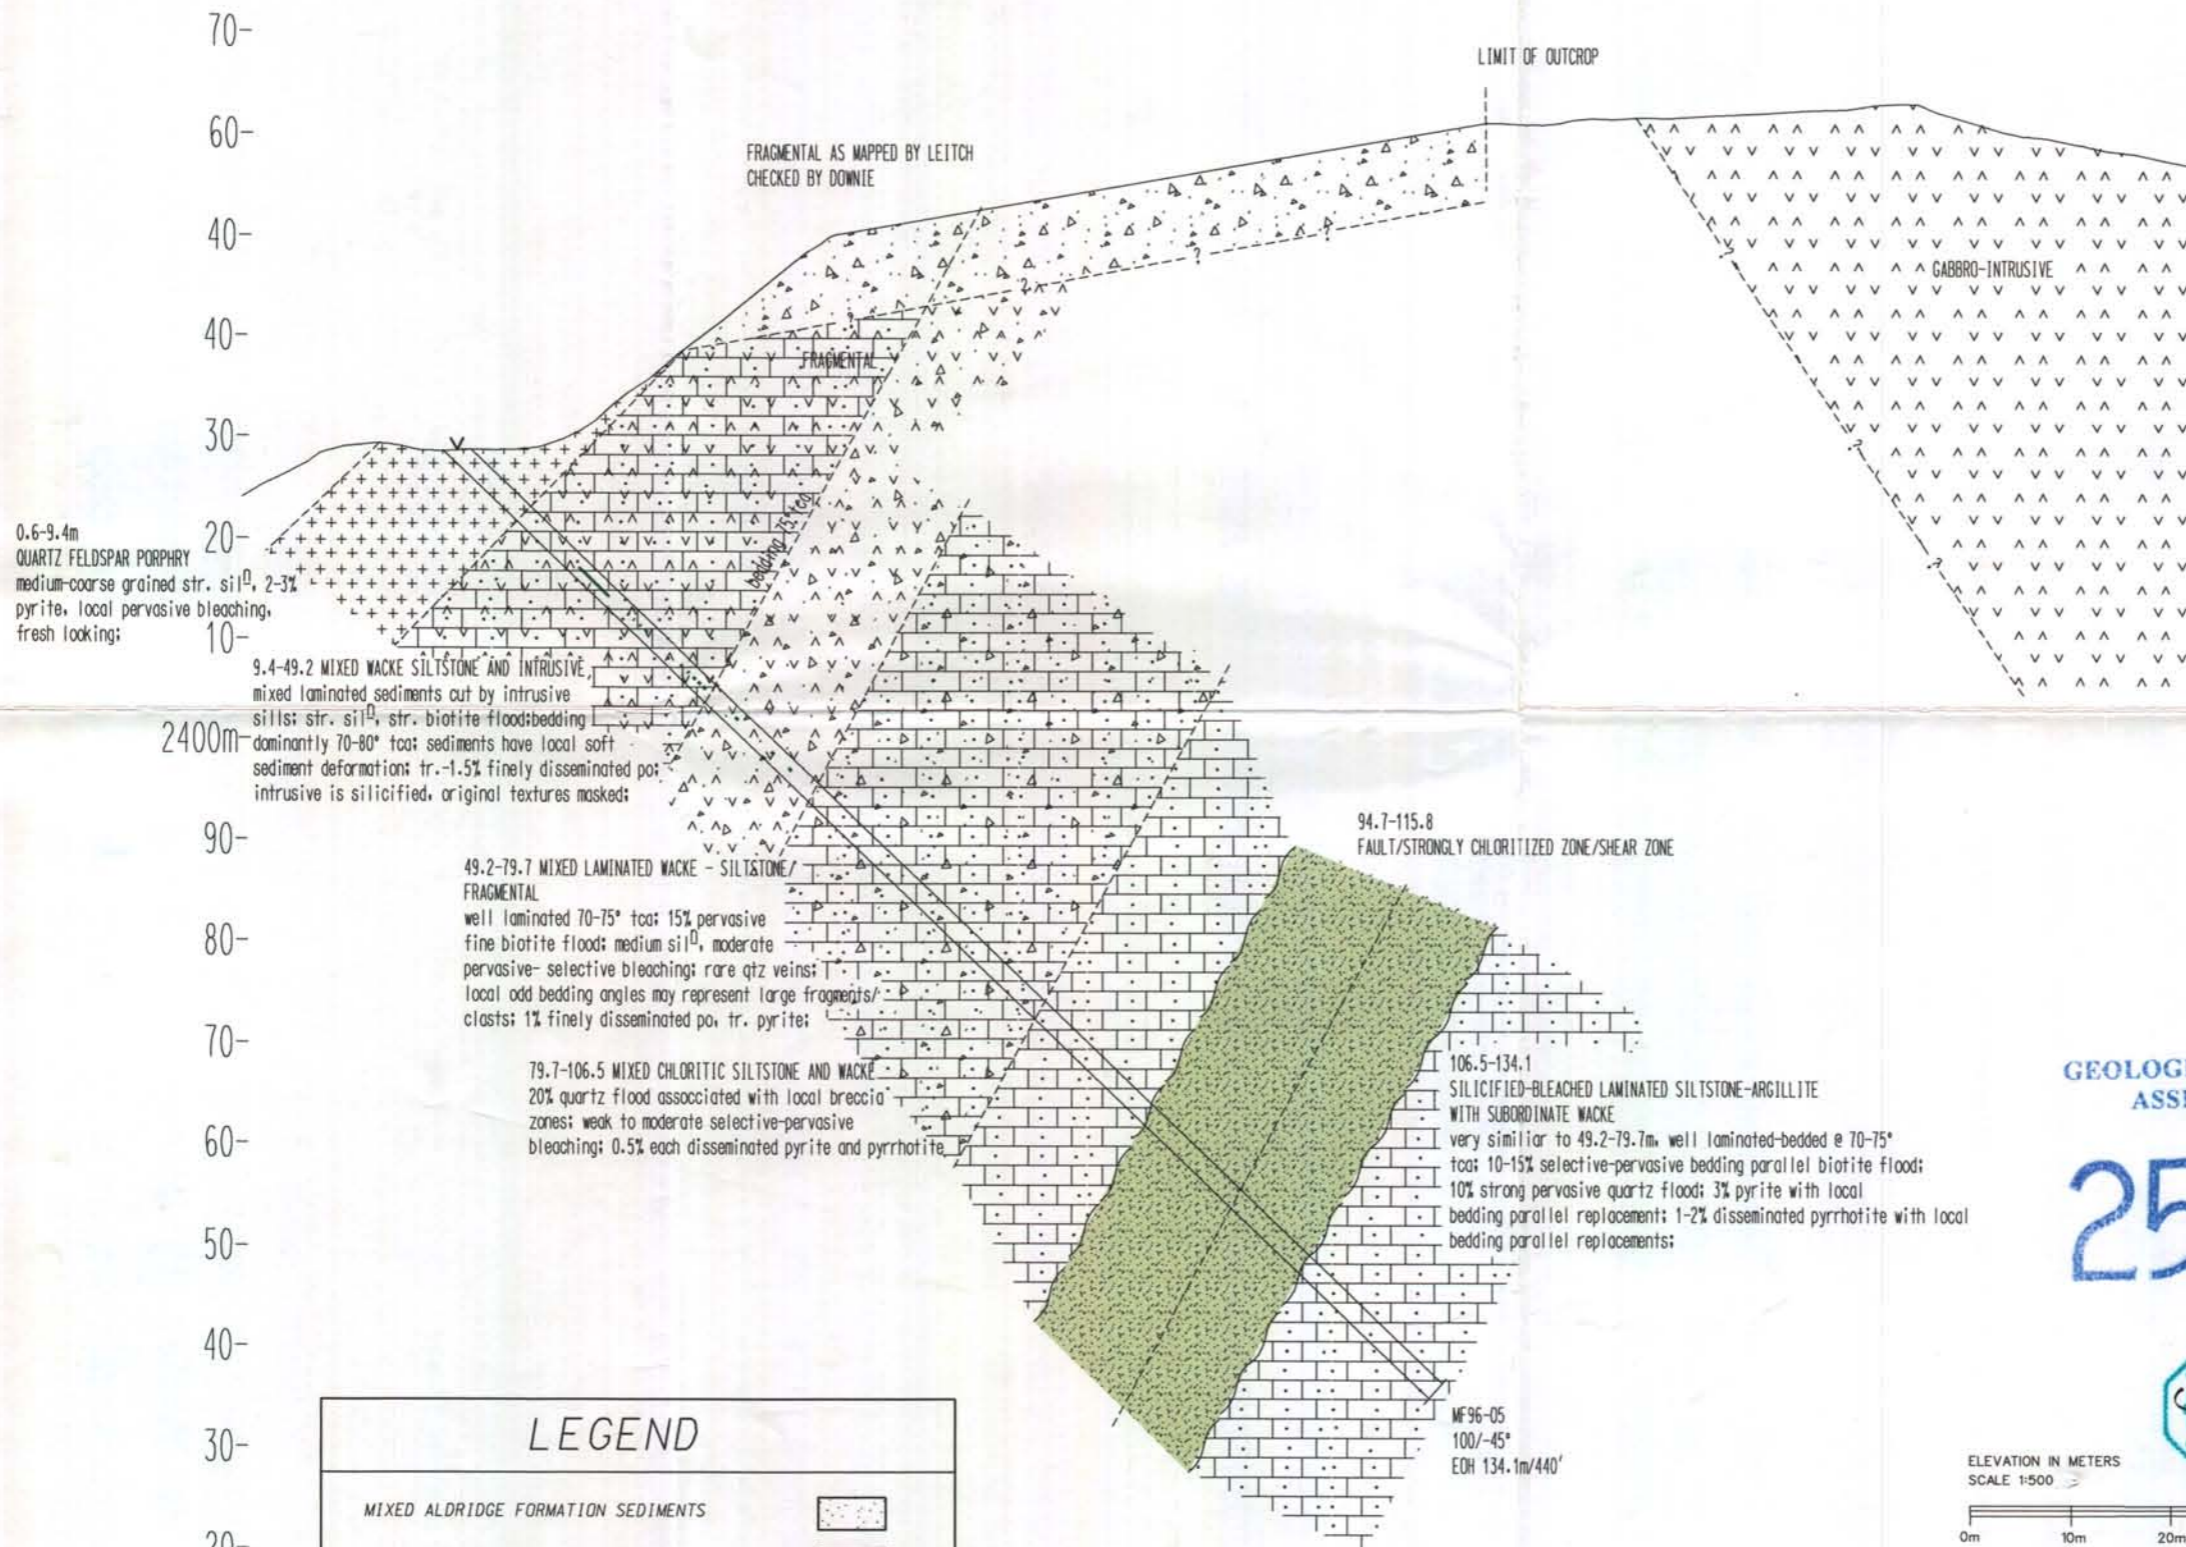 70-
60-
40-
40-
30-
20-
10-
2400m-
90-
80-
70-
60-
50-
40-
30-
20-
LIMIT OF OUTCROP
FRAGMENTAL AS MAPPED BY LEITCH
CHECKED BY DOWNIE
GABBRO-INTRUSIVE
FRAGMENTAL
bedding 75° tca
0.6-9.4m
QUARTZ FELDSPAR PORPHRY
medium-coarse grained str. silⁿ, 2-3%
pyrite, local pervasive bleaching,
fresh looking;
9.4-49.2 MIXED WACKE SILTSTONE AND INTRUSIVE,
mixed laminated sediments cut by intrusive
sills; str. silⁿ, str. biotite flood;bedding
dominantly 70-80° tca; sediments have local soft
sediment deformation; tr.-1.5% finely disseminated po;
intrusive is silicified, original textures masked;
49.2-79.7 MIXED LAMINATED WACKE - SILTSTONE/
FRAGMENTAL
well laminated 70-75° tca; 15% pervasive
fine biotite flood; medium silⁿ, moderate
pervasive- selective bleaching; rare qtz veins;
local odd bedding angles may represent large fragments/
clasts; 1% finely disseminated po, tr. pyrite;
79.7-106.5 MIXED CHLORITIC SILTSTONE AND WACKE
20% quartz flood assocciated with local breccia
zones; weak to moderate selective-pervasive
bleaching; 0.5% each disseminated pyrite and pyrrhotite
94.7-115.8
FAULT/STRONGLY CHLORITIZED ZONE/SHEAR ZONE
106.5-134.1
SILICIFIED-BLEACHED LAMINATED SILTSTONE-ARGILLITE
WITH SUBORDINATE WACKE
very similiar to 49.2-79.7m, well laminated-bedded @ 70-75°
tca; 10-15% selective-pervasive bedding parallel biotite flood;
10% strong pervasive quartz flood; 3% pyrite with local
bedding parallel replacement; 1-2% disseminated pyrrhotite with local
bedding parallel replacements;
MF96-05
100/-45°
EOH 134.1m/440'
GEOLOG
ASS
25
ELEVATION IN METERS
SCALE 1:500
0m 10m 20m
LEGEND
MIXED ALDRIDGE FORMATION SEDIMENTS